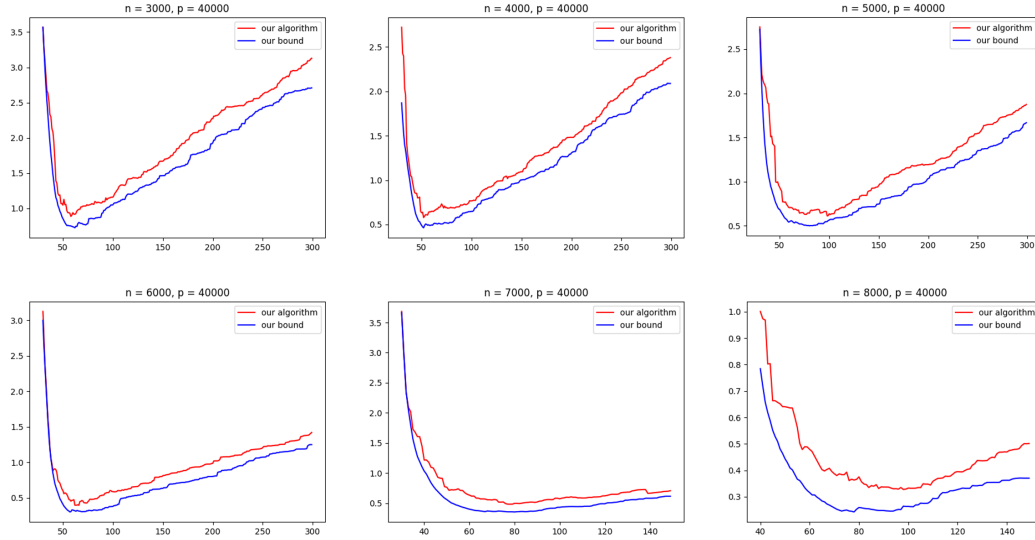 n = 3000, p = 40000
our algorithm
our bound
3.5
3.0
2.5
2.0
1.5
1.0
50 100 150 200 250 300
n = 4000, p = 40000
our algorithm
our bound
2.5
2.0
1.5
1.0
0.5
50 100 150 200 250 300
n = 5000, p = 40000
our algorithm
our bound
2.5
2.0
1.5
1.0
0.5
50 100 150 200 250 300
n = 6000, p = 40000
our algorithm
our bound
3.0
2.5
2.0
1.5
1.0
0.5
50 100 150 200 250 300
n = 7000, p = 40000
our algorithm
our bound
3.5
3.0
2.5
2.0
1.5
1.0
0.5
40 60 80 100 120 140
n = 8000, p = 40000
our algorithm
our bound
1.0
0.9
0.8
0.7
0.6
0.5
0.4
0.3
40 60 80 100 120 140